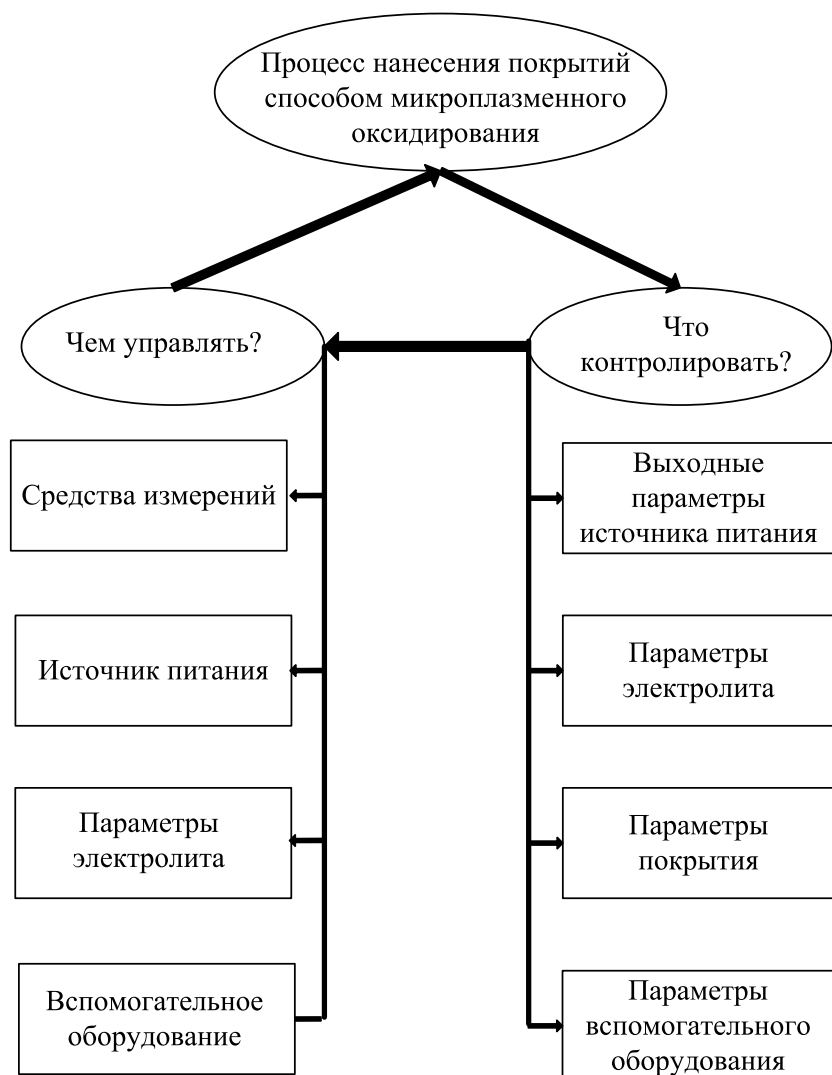 Процесс нанесения покрытий
способом микроплазменного
оксидирования
Чем управлять?
Что
контролировать?
Средства измерений
Выходные
параметры
источника питания
Источник питания
Параметры
электролита
Параметры
электролита
Параметры
покрытия
Вспомогательное
оборудование
Параметры
вспомогательного
оборудования